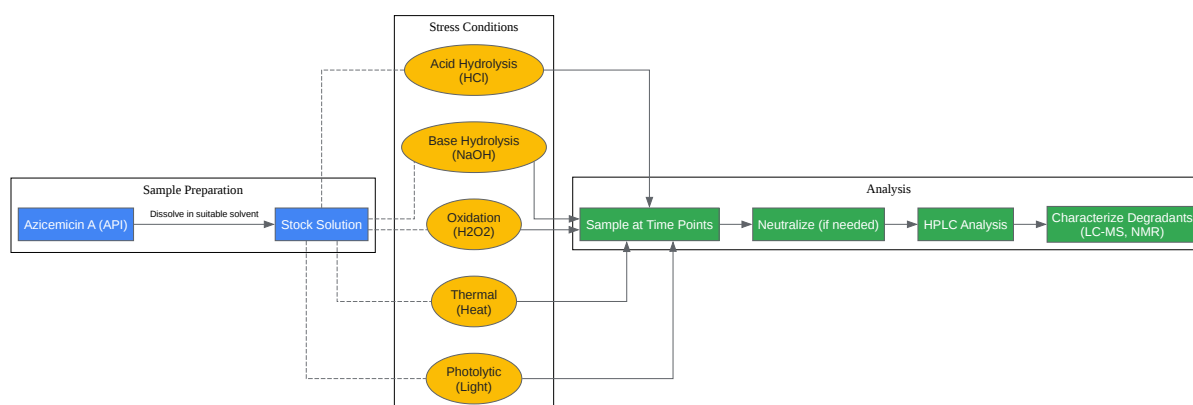 Stress Conditions
Acid Hydrolysis
(HCl)
Base Hydrolysis
(NaOH)
Sample Preparation
Azicemicin A (API)
Dissolve in suitable solvent
Stock Solution
Oxidation
(H2O2)
Thermal
(Heat)
Photolytic
(Light)
Analysis
Sample at Time Points
Neutralize (if needed)
HPLC Analysis
Characterize Degradants
(LC-MS, NMR)